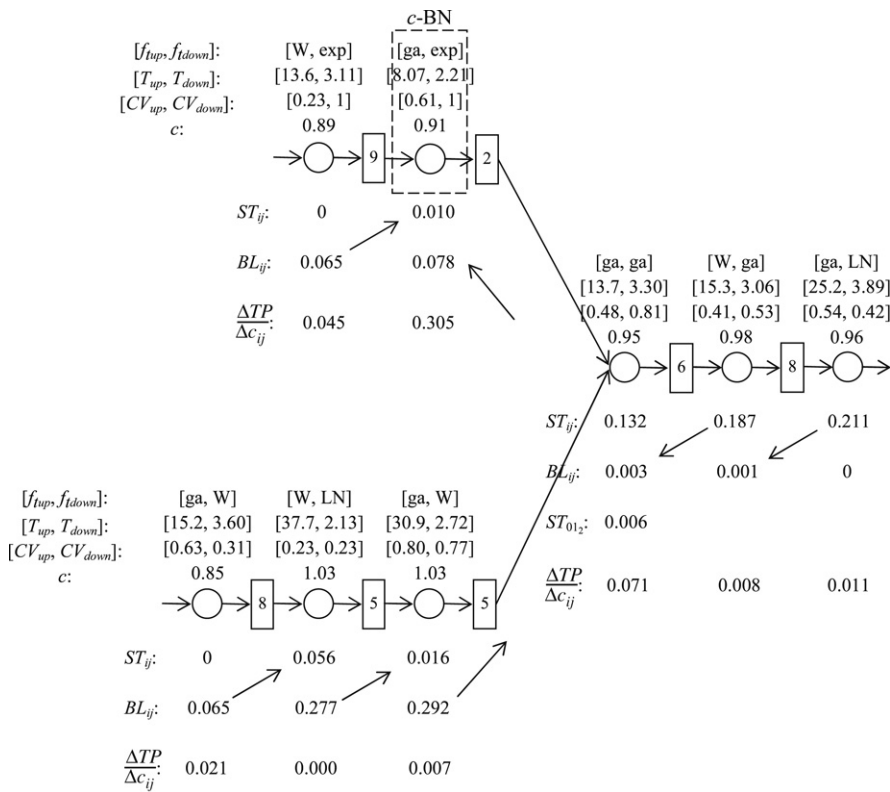 c-BN
[f_tup, f_tdown]: [W, exp] [ga, exp]
[T_up, T_down]: [13.6, 3.11] [8.07, 2.21]
[CV_up, CV_down]: [0.23, 1] [0.61, 1]
c: 0.89 0.91
9 2
ST_ij: 0 0.010
BL_ij: 0.065 0.078
ΔTP/Δc_ij: 0.045 0.305
[ga, ga] [W, ga] [ga, LN]
[13.7, 3.30] [15.3, 3.06] [25.2, 3.89]
[0.48, 0.81] [0.41, 0.53] [0.54, 0.42]
0.95 0.98 0.96
6 8
ST_ij: 0.132 0.187 0.211
BL_ij: 0.003 0.001 0
ST_01_2: 0.006
ΔTP/Δc_ij 0.071 0.008 0.011
[f_tup, f_tdown]: [ga, W] [W, LN] [ga, W]
[T_up, T_down]: [15.2, 3.60] [37.7, 2.13] [30.9, 2.72]
[CV_up, CV_down]: [0.63, 0.31] [0.23, 0.23] [0.80, 0.77]
c: 0.85 1.03 1.03
8 5 5
ST_ij: 0 0.056 0.016
BL_ij: 0.065 0.277 0.292
ΔTP/Δc_ij: 0.021 0.000 0.007